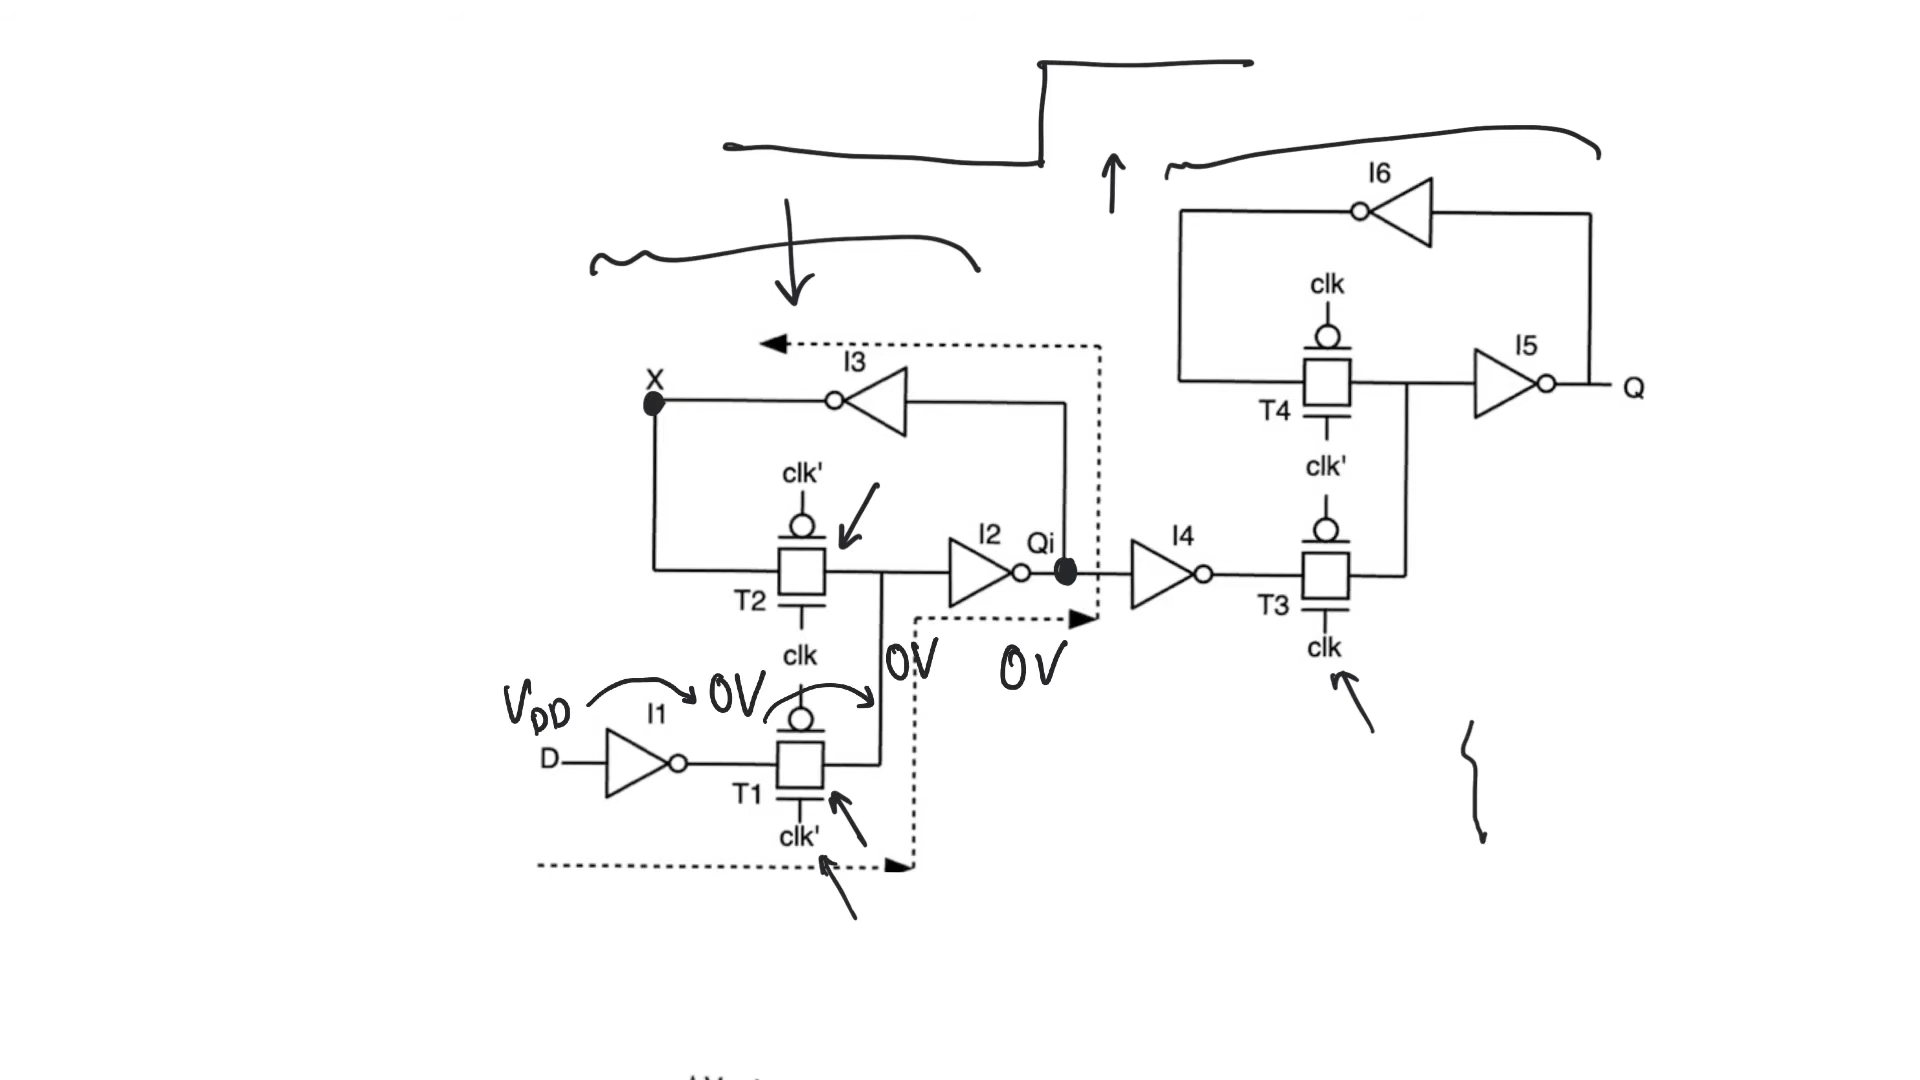 I6
clk
I5
I3
T4
Q
X
clk'
clk'
I2
Qi
I4
T2
T3
clk
0V
0V
clk
VDD
0V
I1
D
T1
clk'